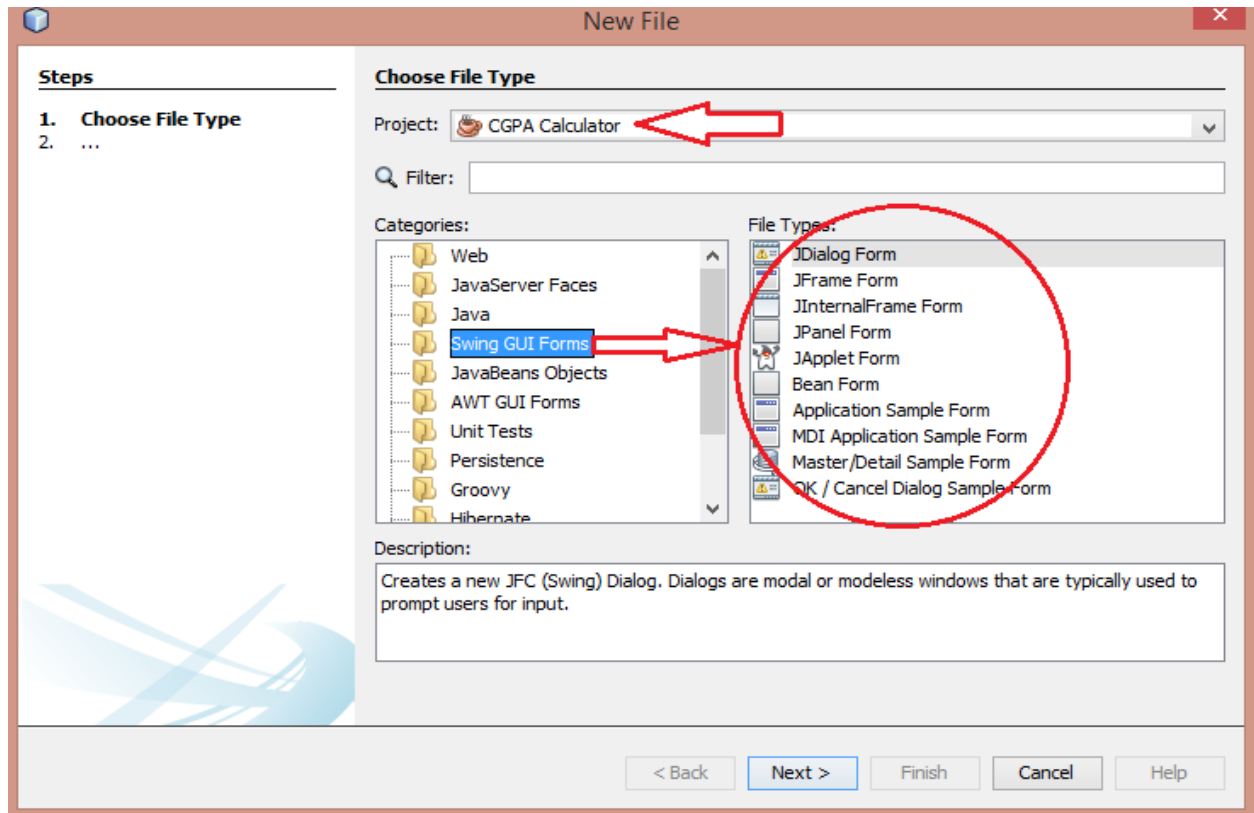 New File
Steps
1. Choose File Type
2. ...
Choose File Type
Project: CGPA Calculator
Filter:
Categories:
Web
JavaServer Faces
Java
Swing GUI Forms
JavaBeans Objects
AWT GUI Forms
Unit Tests
Persistence
Groovy
Hibernate
File Types:
JDialog Form
JFrame Form
JInternalFrame Form
JPanel Form
JApplet Form
Bean Form
Application Sample Form
MDI Application Sample Form
Master/Detail Sample Form
OK / Cancel Dialog Sample Form
Description:
Creates a new JFC (Swing) Dialog. Dialogs are modal or modeless windows that are typically used to
prompt users for input.
< Back Next > Finish Cancel Help